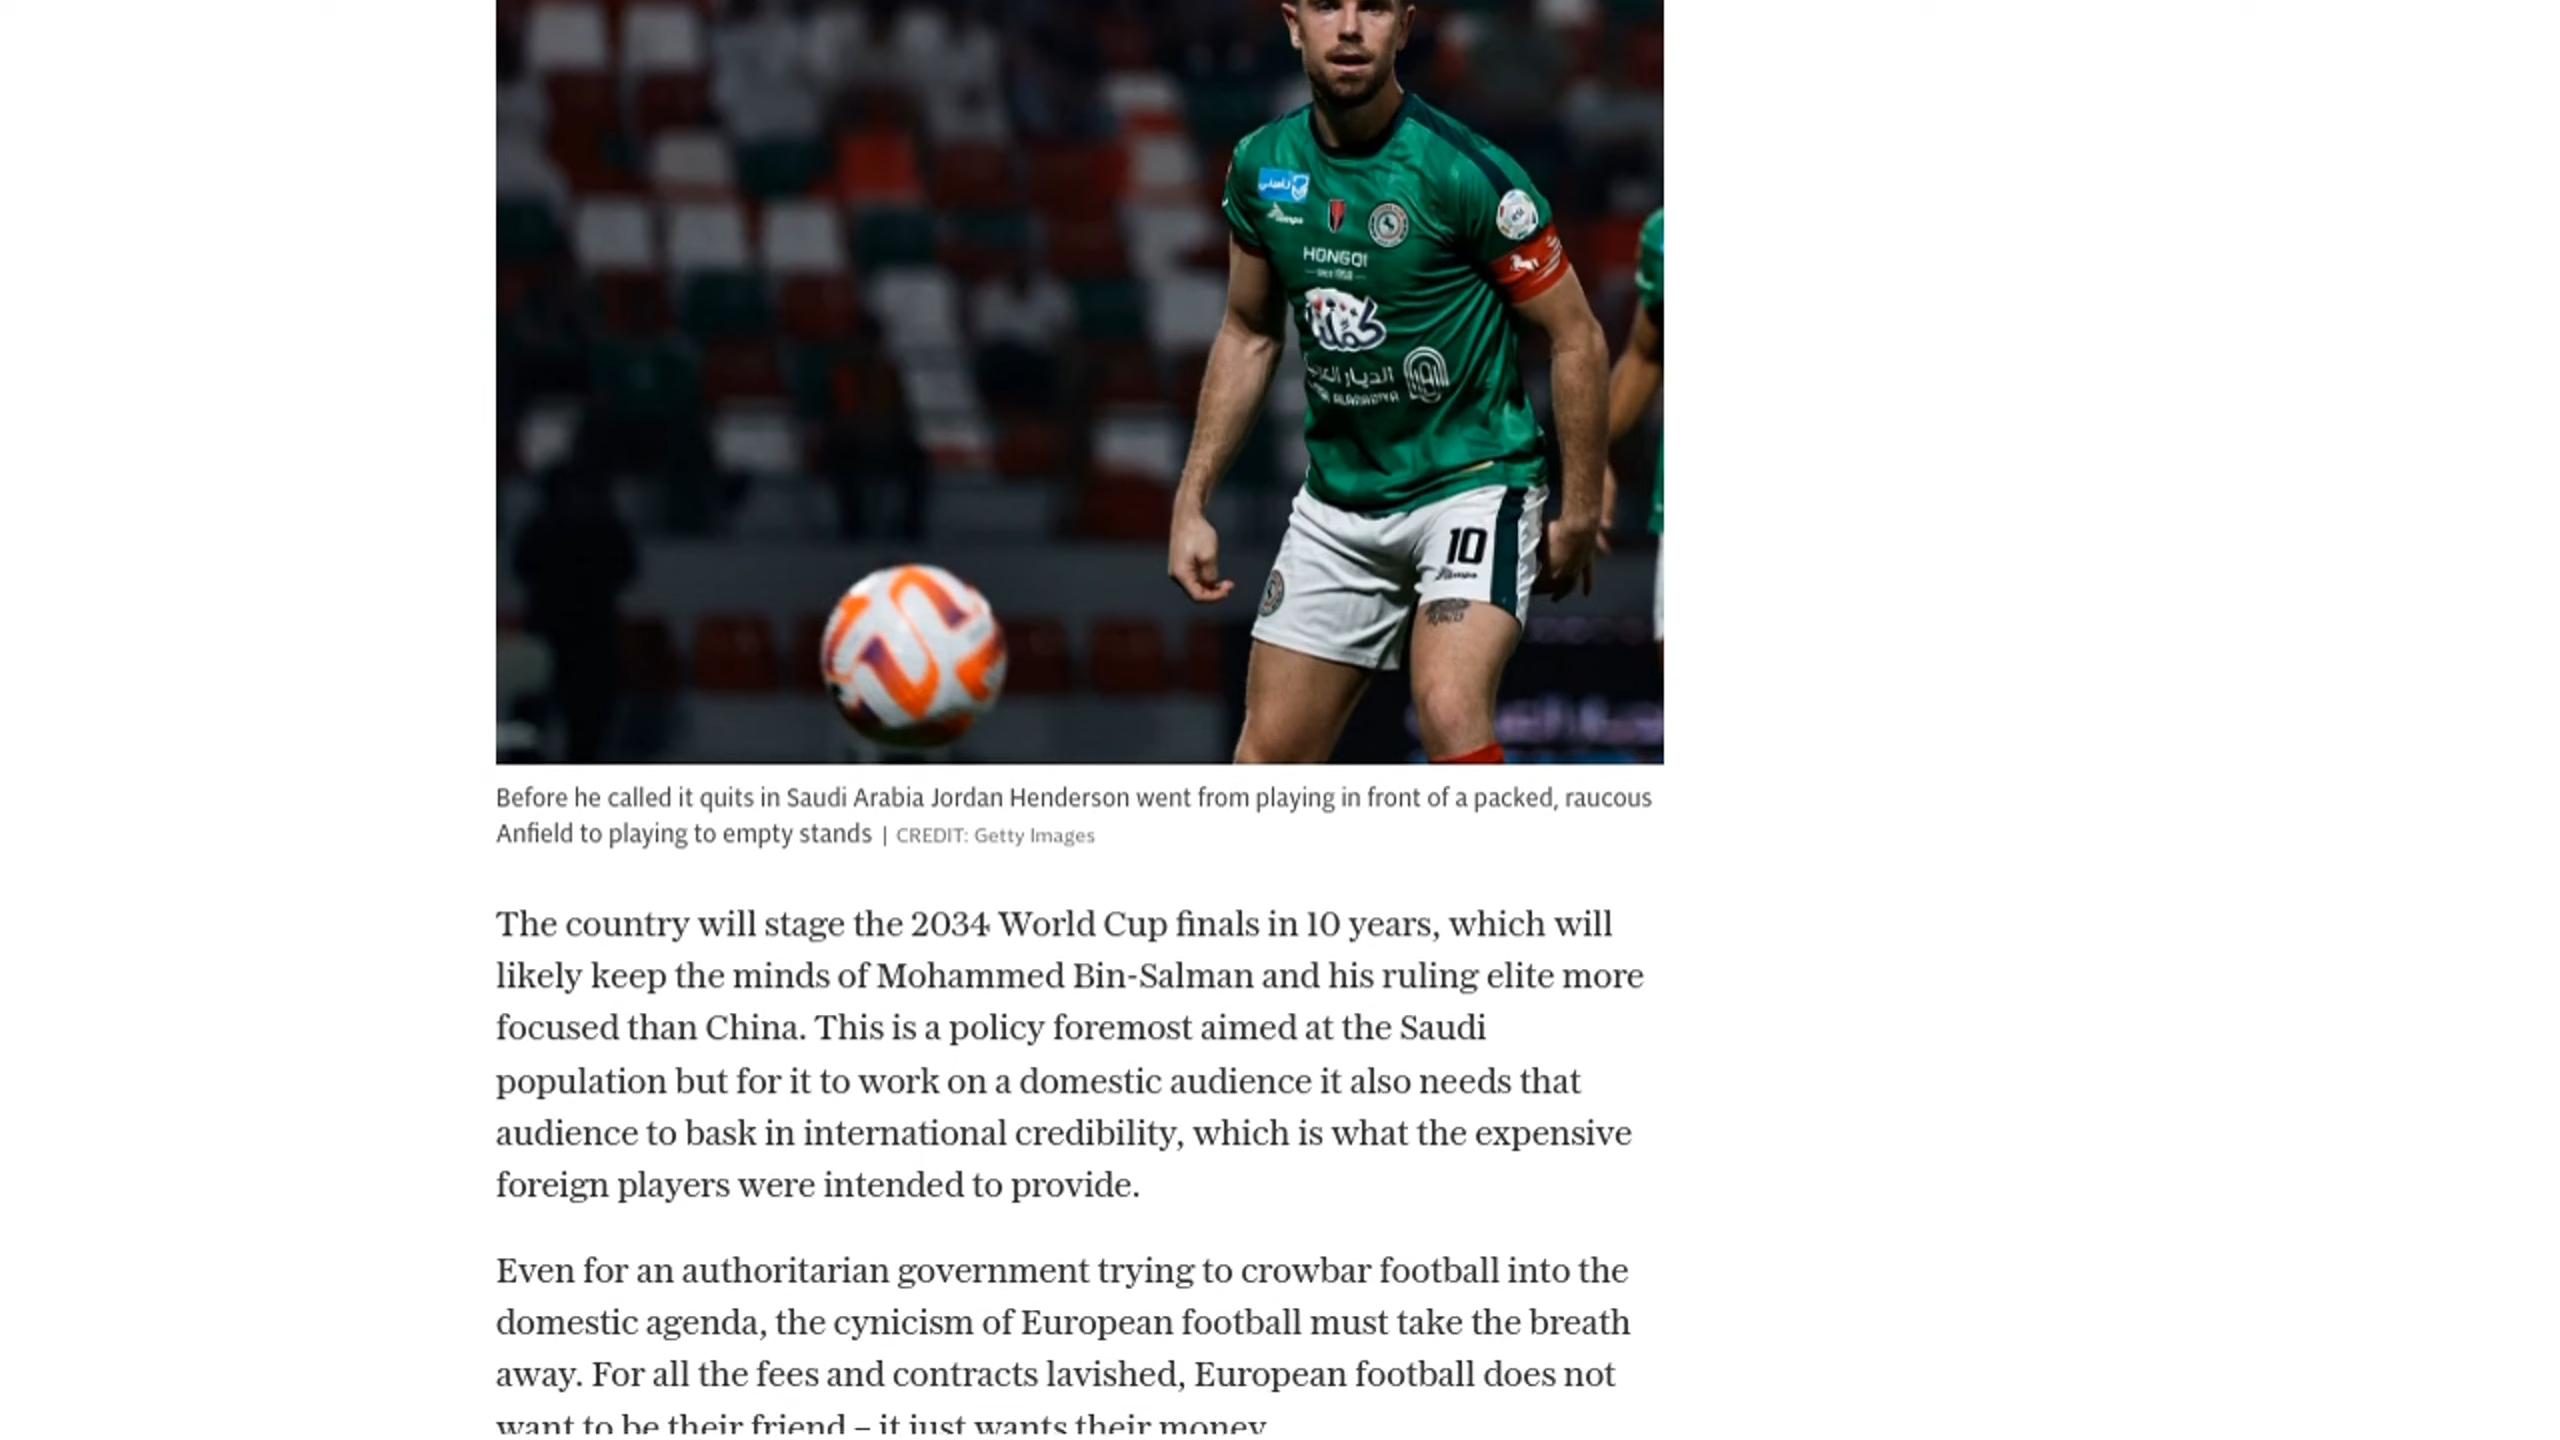 HONGQI
since 1958
10
Before he called it quits in Saudi Arabia Jordan Henderson went from playing in front of a packed, raucous
Anfield to playing to empty stands | CREDIT: Getty Images
The country will stage the 2034 World Cup finals in 10 years, which will
likely keep the minds of Mohammed Bin-Salman and his ruling elite more
focused than China. This is a policy foremost aimed at the Saudi
population but for it to work on a domestic audience it also needs that
audience to bask in international credibility, which is what the expensive
foreign players were intended to provide.
Even for an authoritarian government trying to crowbar football into the
domestic agenda, the cynicism of European football must take the breath
away. For all the fees and contracts lavished, European football does not
want to be their friend – it just wants their money